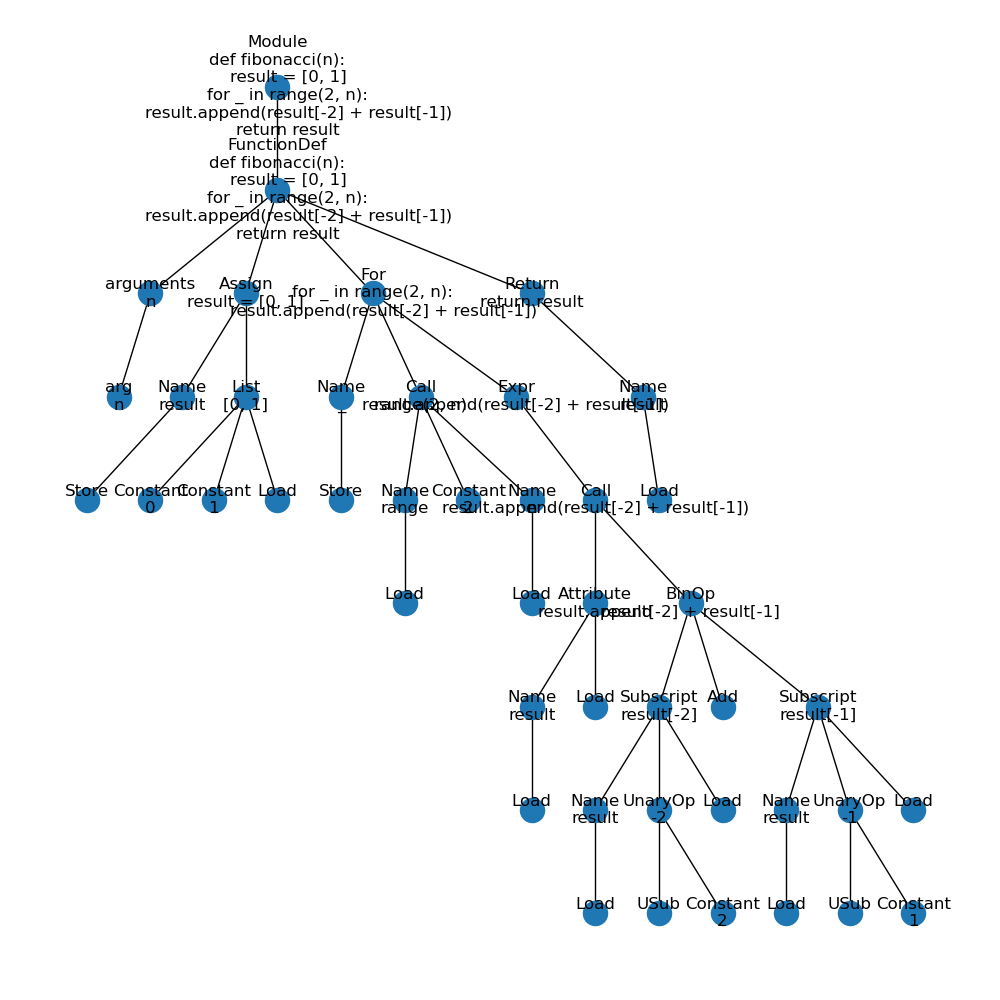 Module
def fibonacci(n):
result = [0, 1]
for _ in range(2, n):
result.append(result[-2] + result[-1])
return result
FunctionDef
def fibonacci(n):
result = [0, 1]
for _ in range(2, n):
result.append(result[-2] + result[-1])
return result
arguments
n
Assign
result = [0, 1]
For
for _ in range(2, n):
result.append(result[-2] + result[-1])
Return
return result
arg
n
Name
result
List
[0, 1]
Name
_
Call
range(2, n)
Expr
result.append(result[-2] + result[-1])
Name
result
Store
Constant
0
Constant
1
Load
Store
Name
range
Constant
2
Name
n
Call
result.append(result[-2] + result[-1])
Load
Load
Load
Attribute
result.append
BinOp
result[-2] + result[-1]
Name
result
Load
Subscript
result[-2]
Add
Subscript
result[-1]
Load
Name
result
UnaryOp
-2
Load
Name
result
UnaryOp
-1
Load
Load
USub
Constant
2
Load
USub
Constant
1